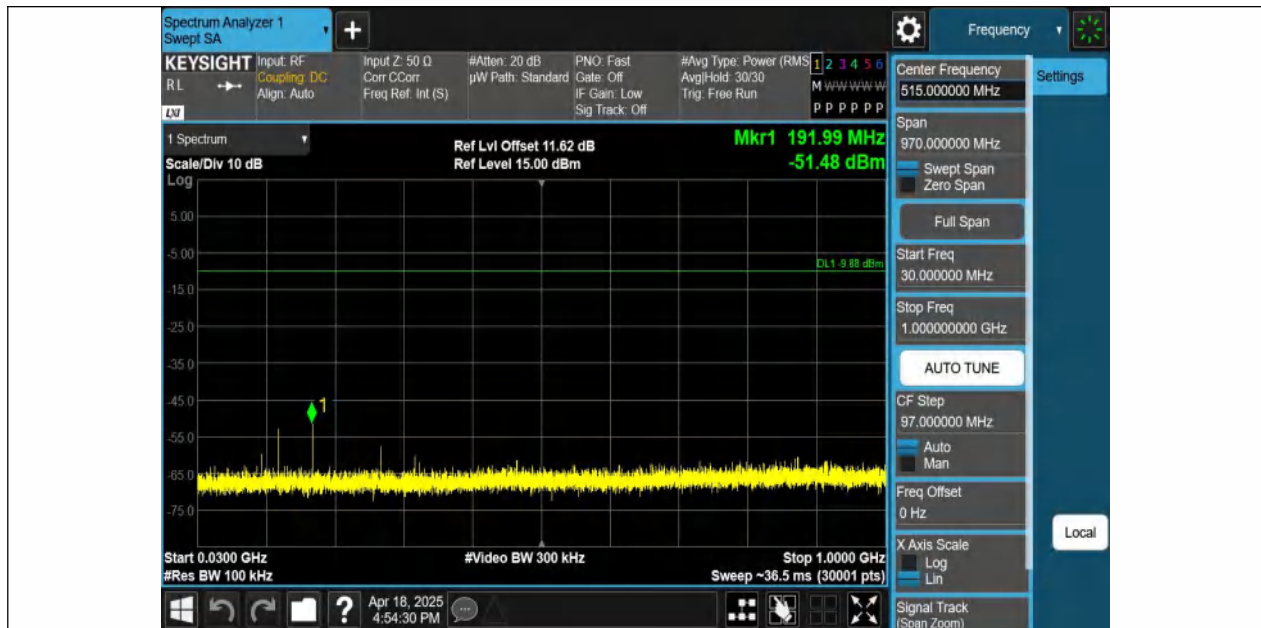 Spectrum Analyzer 1
Swept SA
+
Frequency
KEYSIGHT
RL
LXI
Input: RF
Coupling: DC
Align: Auto
Input Z: 50 Ω
Corr CCorr
Freq Ref: Int (S)
#Atten: 20 dB
µW Path: Standard
PNO: Fast
Gate: Off
IF Gain: Low
Sig Track: Off
#Avg Type: Power (RMS
Avg|Hold: 30/30
Trig: Free Run
1 2 3 4 5 6
M W W W W W
P P P P P P
1 Spectrum
Scale/Div 10 dB
Log
Ref Lvl Offset 11.62 dB
Ref Level 15.00 dBm
Mkr1 191.99 MHz
-51.48 dBm
5.00
-5.00
DL1 -9.88 dBm
-15.0
-25.0
-35.0
-45.0
1
-55.0
-65.0
-75.0
Start 0.0300 GHz
#Video BW 300 kHz
Stop 1.0000 GHz
#Res BW 100 kHz
Sweep ~36.5 ms (30001 pts)
?
Apr 18, 2025
4:54:30 PM
Center Frequency
515.000000 MHz
Settings
Span
970.000000 MHz
Swept Span
Zero Span
Full Span
Start Freq
30.000000 MHz
Stop Freq
1.000000000 GHz
AUTO TUNE
CF Step
97.000000 MHz
Auto
Man
Freq Offset
0 Hz
Local
X Axis Scale
Log
Lin
Signal Track
(Span Zoom)